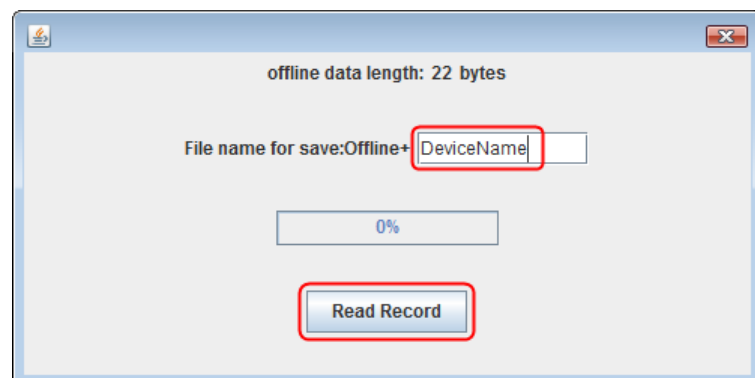 offline data length: 22 bytes
File name for save:Offline+ DeviceName
0%
Read Record